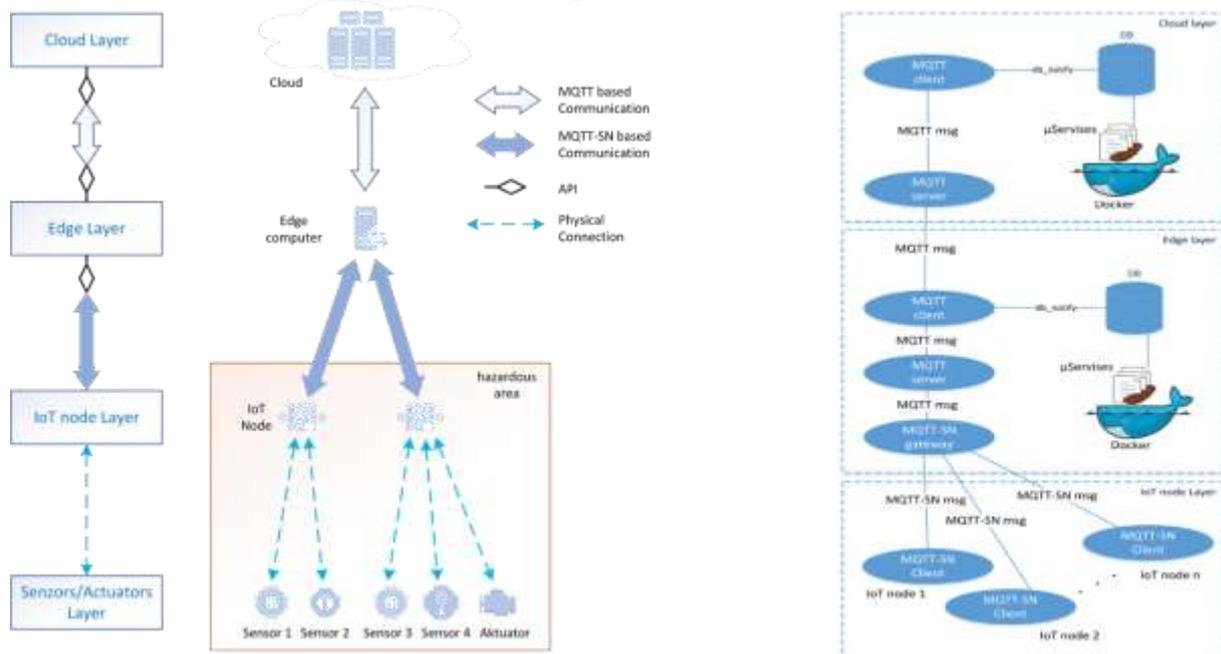 Cloud Layer
Edge Layer
IoT node Layer
Senzors/Actuators
Layer
Cloud
Edge
computer
hazardous
area
IoT
Node
Sensor 1
Sensor 2
Sensor 3
Sensor 4
Aktuator
MQTT based
Communication
MQTT-SN based
Communication
API
Physical
Connection
Cloud layer
DB
MQTT
client
db_notify
MQTT msg
µServises
MQTT
server
Docker
MQTT msg
Edge layer
DB
MQTT
client
db_notify
MQTT msg
MQTT
server
µServises
MQTT msg
MQTT-SN
gateway
Docker
IoT node Layer
MQTT-SN msg
MQTT-SN msg
MQTT-SN msg
MQTT-SN
Client
IoT node n
MQTT-SN
Client
IoT node 1
MQTT-SN
Client
IoT node 2